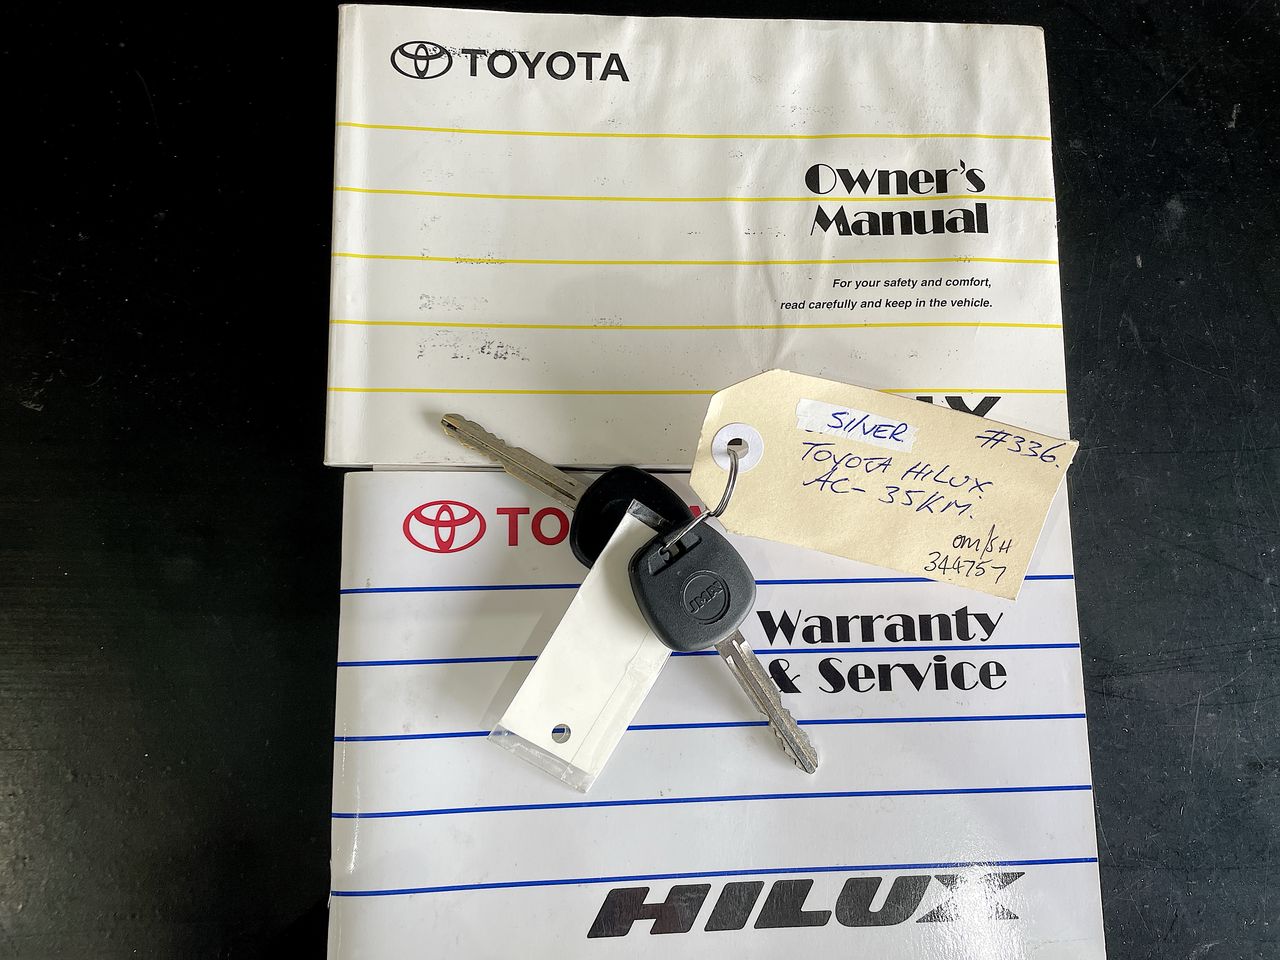 TOYOTA
Owner's
Manual
For your safety and comfort,
read carefully and keep in the vehicle.
SILVER
#336.
TOYOTA HILUX
AC- 35KM.
OM/SH
344757
JMA
Warranty
& Service
HILUX